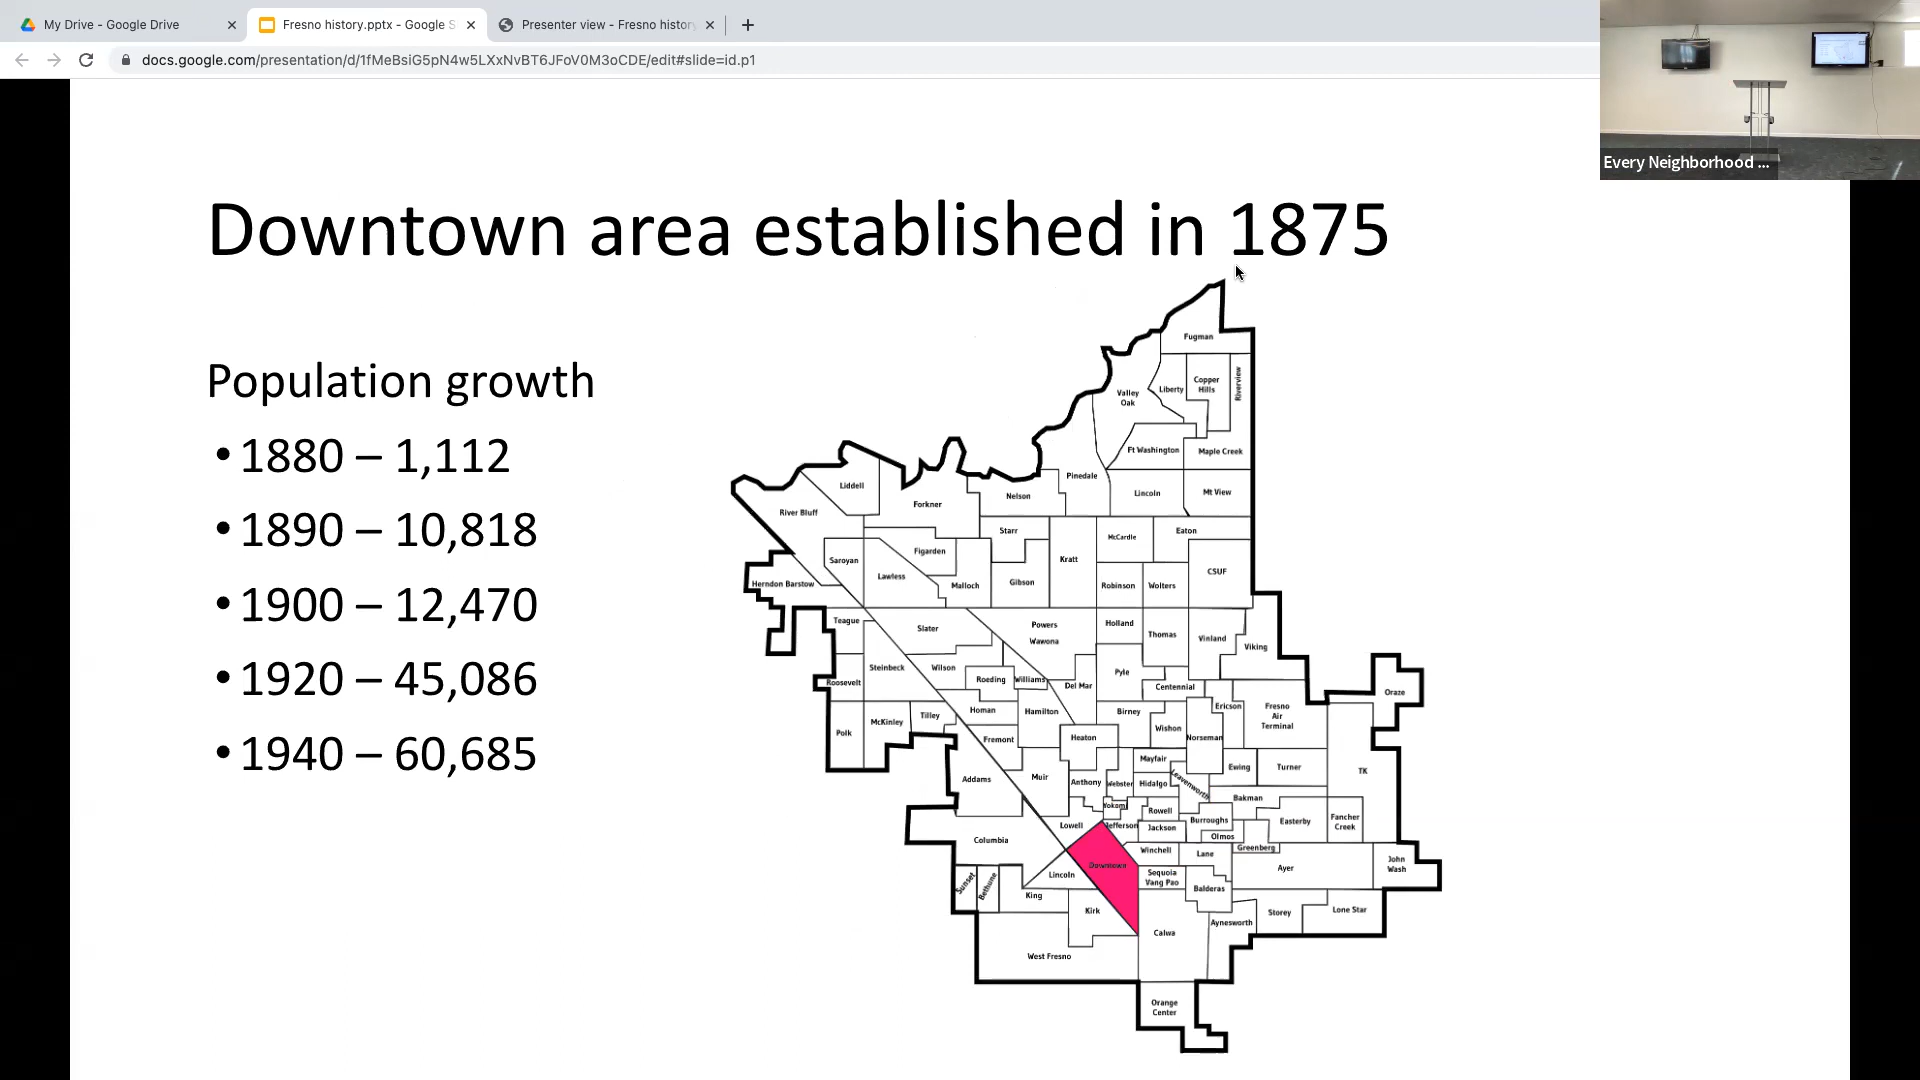 My Drive - Google Drive
Fresno history.pptx - Google S
Presenter view - Fresno history
docs.google.com/presentation/d/1fMeBsiG5pN4w5LXxNvBT6JFoV0M3oCDE/edit#slide=id.p1
Every Neighborhood ...
Downtown area established in 1875
Population growth
• 1880 – 1,112
• 1890 – 10,818
• 1900 – 12,470
• 1920 – 45,086
• 1940 – 60,685
Fugman
Copper
Hills
Riverview
Liberty
Valley
Oak
Ft Washington
Maple Creek
Pinedale
Liddell
Lincoln
Mt View
Nelson
Forkner
River Bluff
Starr
Eaton
McCardle
Figarden
Saroyan
Kratt
CSUF
Lawless
Herndon Barstow
Malloch
Gibson
Robinson
Wolters
Teague
Slater
Powers
Wawona
Holland
Thomas
Vinland
Viking
Steinbeck
Wilson
Roeding
Williams
Del Mar
Pyle
Centennial
Roosevelt
Oraze
Ericson
Fresno
Air
Terminal
Homan
Hamilton
Birney
Tilley
McKinley
Polk
Wishon
Norseman
Fremont
Heaton
Mayfair
Ewing
Turner
TK
Addams
Muir
Anthony
Webster
Hidalgo
Leavenworth
Bakman
Yokomi
Rowell
Burroughs
Easterby
Fancher
Creek
Lowell
Jefferson
Jackson
Olmos
Columbia
Winchell
Lane
Greenberg
Downtown
Ayer
John
Wash
Sunset
Bethune
Lincoln
Sequoia
Vang Pao
Balderas
King
Kirk
Storey
Lone Star
Aynesworth
Calwa
West Fresno
Orange
Center